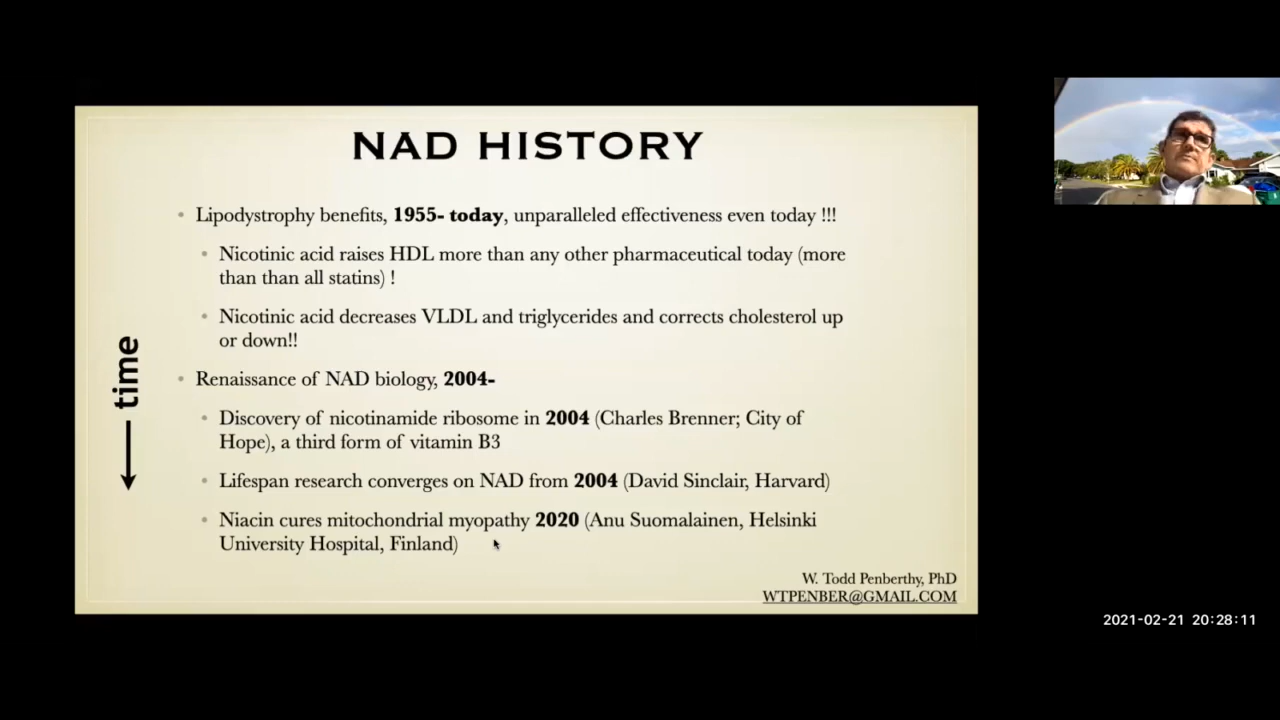 NAD HISTORY
• Lipodystrophy benefits, 1955- today, unparalleled effectiveness even today !!!
• Nicotinic acid raises HDL more than any other pharmaceutical today (more
than than all statins) !
• Nicotinic acid decreases VLDL and triglycerides and corrects cholesterol up
or down!!
time
• Renaissance of NAD biology, 2004-
• Discovery of nicotinamide ribosome in 2004 (Charles Brenner; City of
Hope), a third form of vitamin B3
• Lifespan research converges on NAD from 2004 (David Sinclair, Harvard)
• Niacin cures mitochondrial myopathy 2020 (Anu Suomalainen, Helsinki
University Hospital, Finland)
W. Todd Penberthy, PhD
WTPENBER@GMAIL.COM
2021-02-21 20:28:11